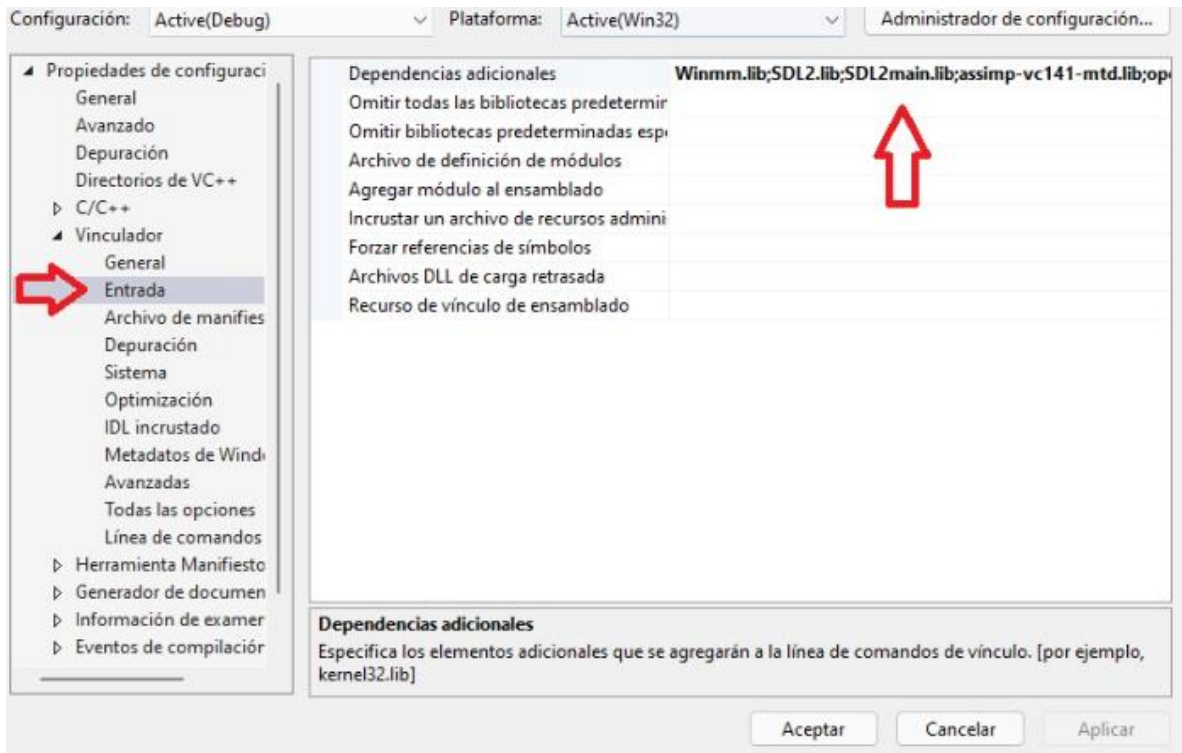 Configuración: Active(Debug) Plataforma: Active(Win32) Administrador de configuración...
Propiedades de configuraci
General
Avanzado
Depuración
Directorios de VC++
C/C++
Vinculador
General
Entrada
Archivo de manifies
Depuración
Sistema
Optimización
IDL incrustado
Metadatos de Wind
Avanzadas
Todas las opciones
Línea de comandos
Herramienta Manifiesto
Generador de documen
Información de examer
Eventos de compilación
Dependencias adicionales Winmm.lib;SDL2.lib;SDL2main.lib;assimp-vc141-mtd.lib;ope
Omitir todas las bibliotecas predetermin
Omitir bibliotecas predeterminadas espe
Archivo de definición de módulos
Agregar módulo al ensamblado
Incrustar un archivo de recursos adminis
Forzar referencias de símbolos
Archivos DLL de carga retrasada
Recurso de vínculo de ensamblado
Dependencias adicionales
Especifica los elementos adicionales que se agregarán a la línea de comandos de vínculo. [por ejemplo,
kernel32.lib]
Aceptar Cancelar Aplicar